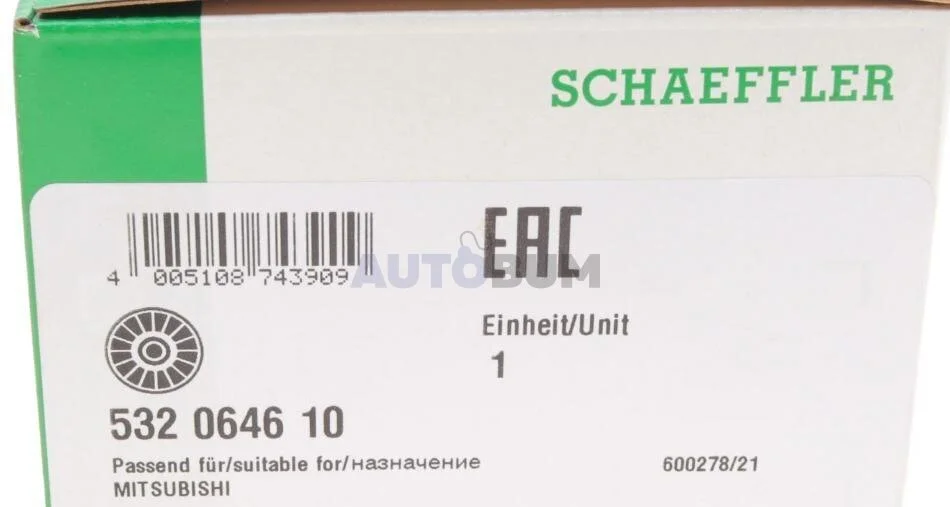 SCHAEFFLER
EAC
4 005108 743909
AUTOBUM
Einheit/Unit
1
532 0646 10
Passend für/suitable for/назначение
600278/21
MITSUBISHI